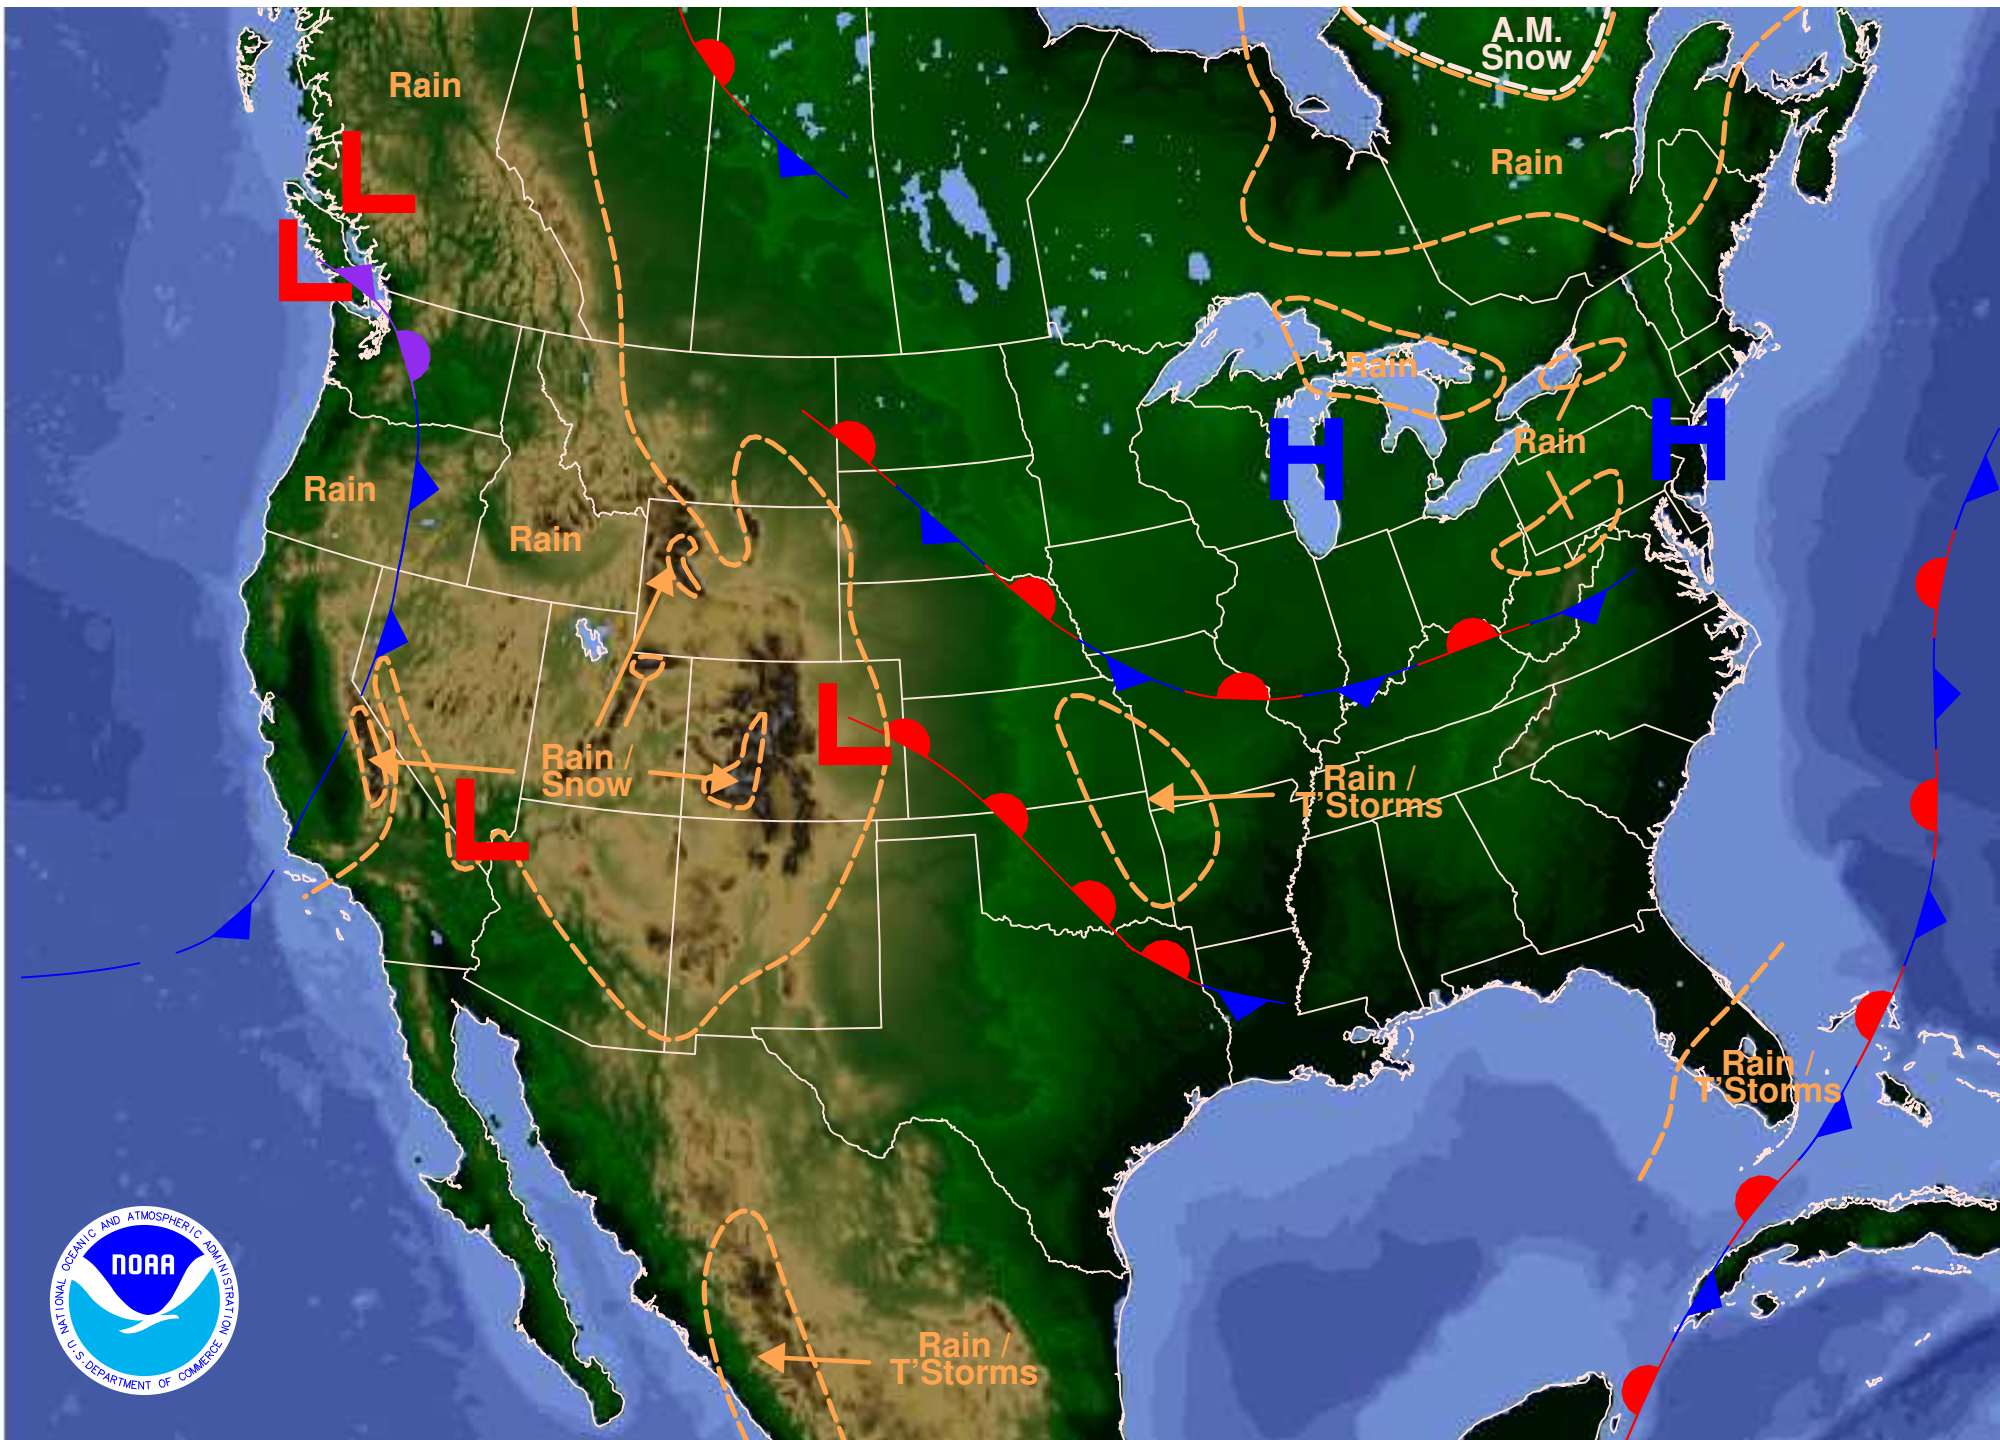 A.M.
Snow
Rain
Rain
L
L
Rain
H
H
Rain
Rain
Rain
L
Rain /
Snow
Rain /
T'Storms
L
Rain /
T'Storms
NATIONAL OCEANIC AND ATMOSPHERIC ADMINISTRATION
NOAA
U.S. DEPARTMENT OF COMMERCE
Rain /
T'Storms